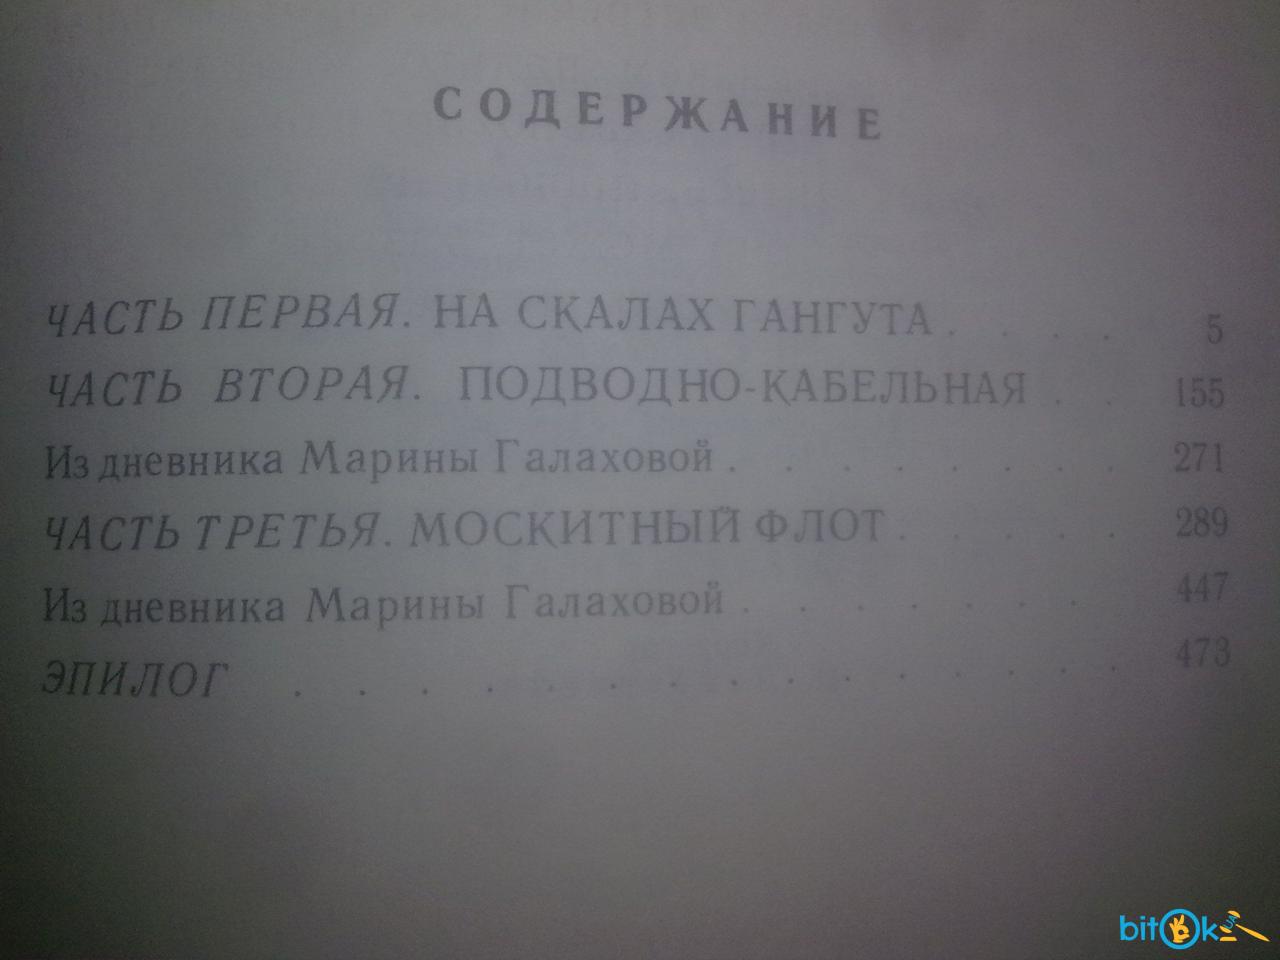 СОДЕРЖАНИЕ
ЧАСТЬ ПЕРВАЯ. НА СКАЛАХ ГАНГУТА . . . . 5
ЧАСТЬ ВТОРАЯ. ПОДВОДНО-КАБЕЛЬНАЯ . . 155
Из дневника Марины Галаховой . . . . . . . . 271
ЧАСТЬ ТРЕТЬЯ. МОСКИТНЫЙ ФЛОТ . . . . . 289
Из дневника Марины Галаховой . . . . . . . 447
ЭПИЛОГ . . . . . . . . . . . . . . 473
bitOk UA